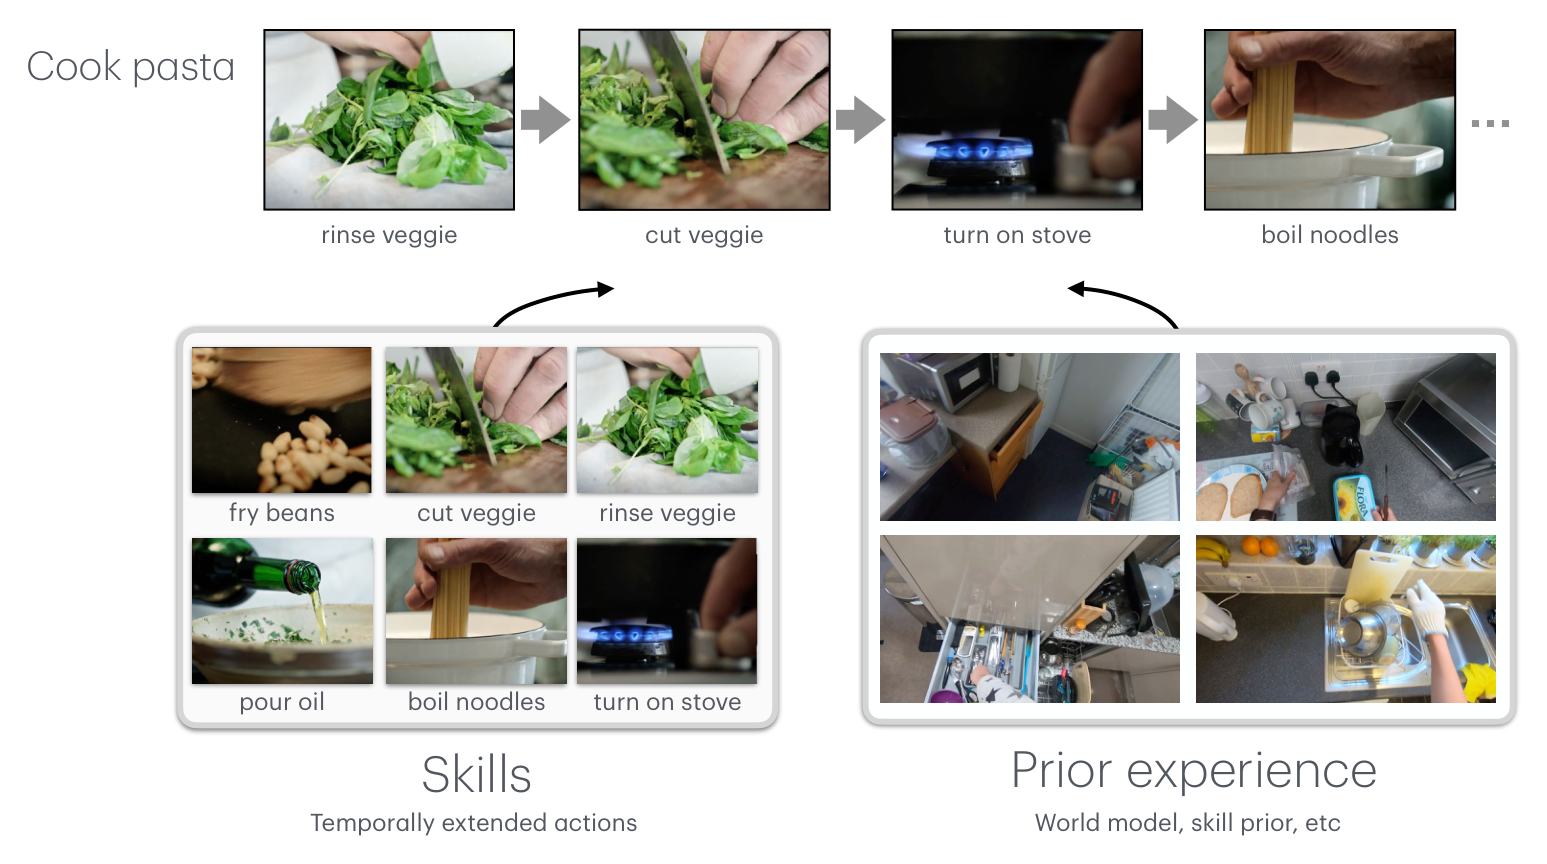 Cook pasta
rinse veggie
cut veggie
turn on stove
boil noodles
...
fry beans
cut veggie
rinse veggie
FLORA
pour oil
boil noodles
turn on stove
Skills
Temporally extended actions
Prior experience
World model, skill prior, etc